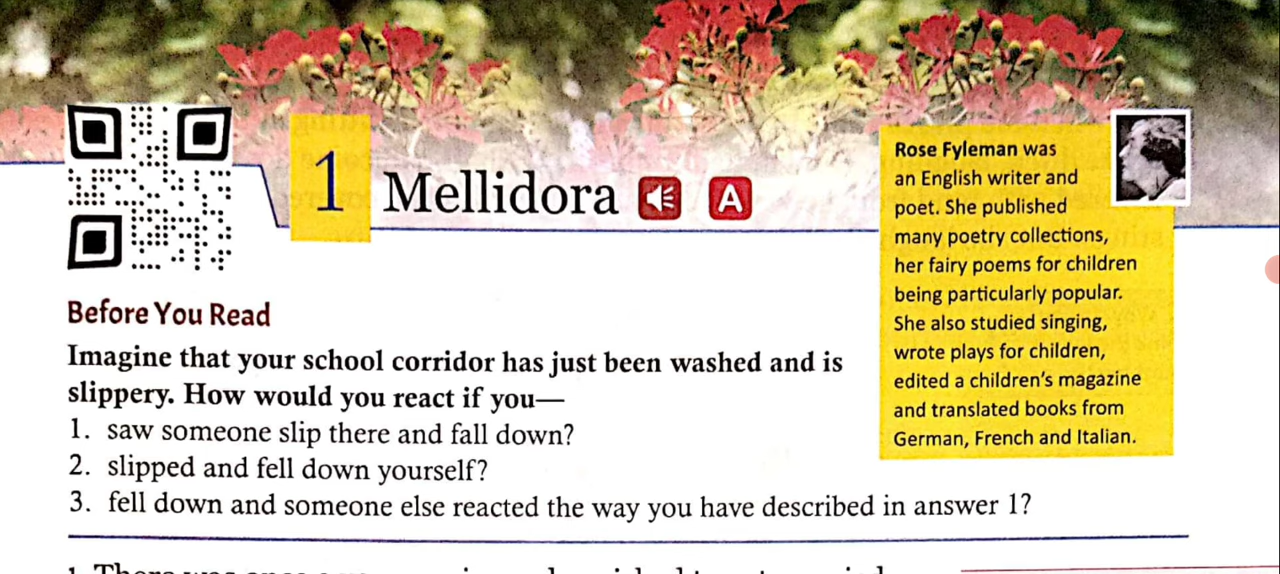 1 Mellidora A
Rose Fyleman was
an English writer and
poet. She published
many poetry collections,
her fairy poems for children
being particularly popular.
She also studied singing,
wrote plays for children,
edited a children's magazine
and translated books from
German, French and Italian.
Before You Read
Imagine that your school corridor has just been washed and is
slippery. How would you react if you—
1. saw someone slip there and fall down?
2. slipped and fell down yourself?
3. fell down and someone else reacted the way you have described in answer 1?
1 There was once a